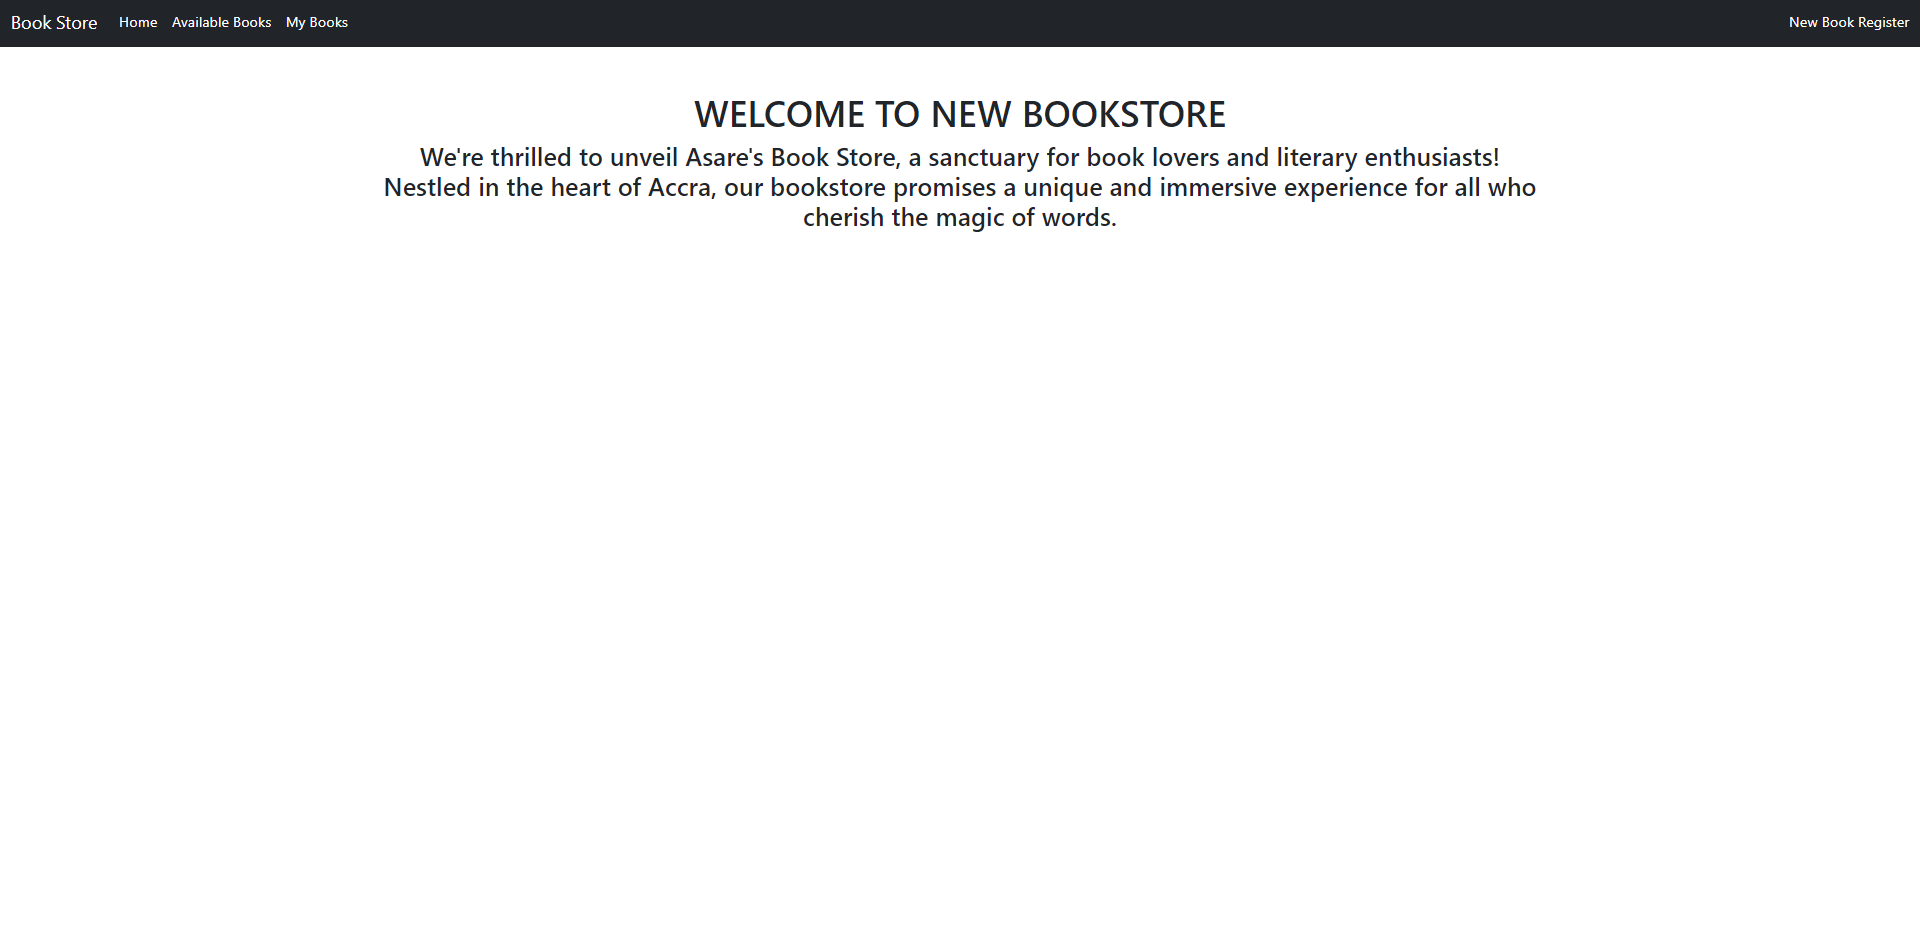 Book Store Home Available Books My Books New Book Register
WELCOME TO NEW BOOKSTORE
We're thrilled to unveil Asare's Book Store, a sanctuary for book lovers and literary enthusiasts!
Nestled in the heart of Accra, our bookstore promises a unique and immersive experience for all who
cherish the magic of words.